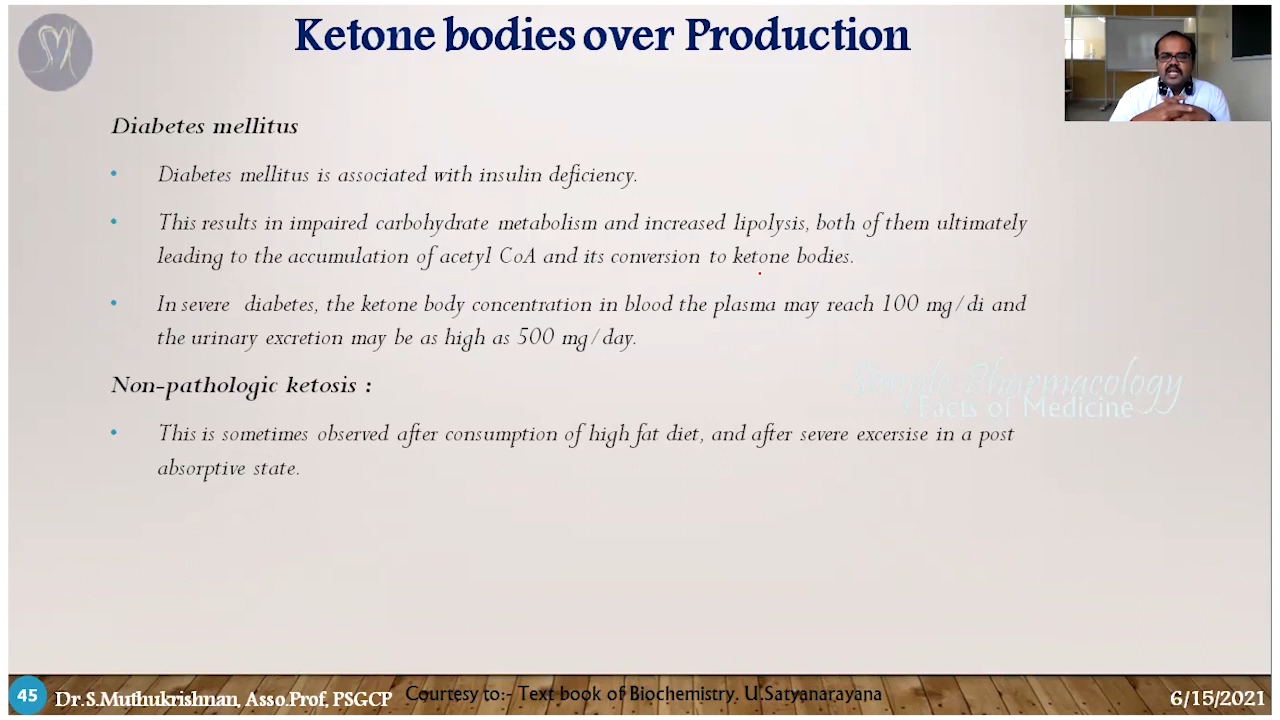 Ketone bodies over Production
Diabetes mellitus
• Diabetes mellitus is associated with insulin deficiency.
• This results in impaired carbohydrate metabolism and increased lipolysis, both of them ultimately
leading to the accumulation of acetyl CoA and its conversion to ketone bodies.
• In severe diabetes, the ketone body concentration in blood the plasma may reach 100 mg/di and
the urinary excretion may be as high as 500 mg/day.
Non-pathologic ketosis :
Simple Pharmacology
Facts of Medicine
• This is sometimes observed after consumption of high fat diet, and after severe excersise in a post
absorptive state.
45 Dr.S.Muthukrishnan, Asso.Prof, PSGCP Courtesy to:- Text book of Biochemistry. U.Satyanarayana 6/15/2021